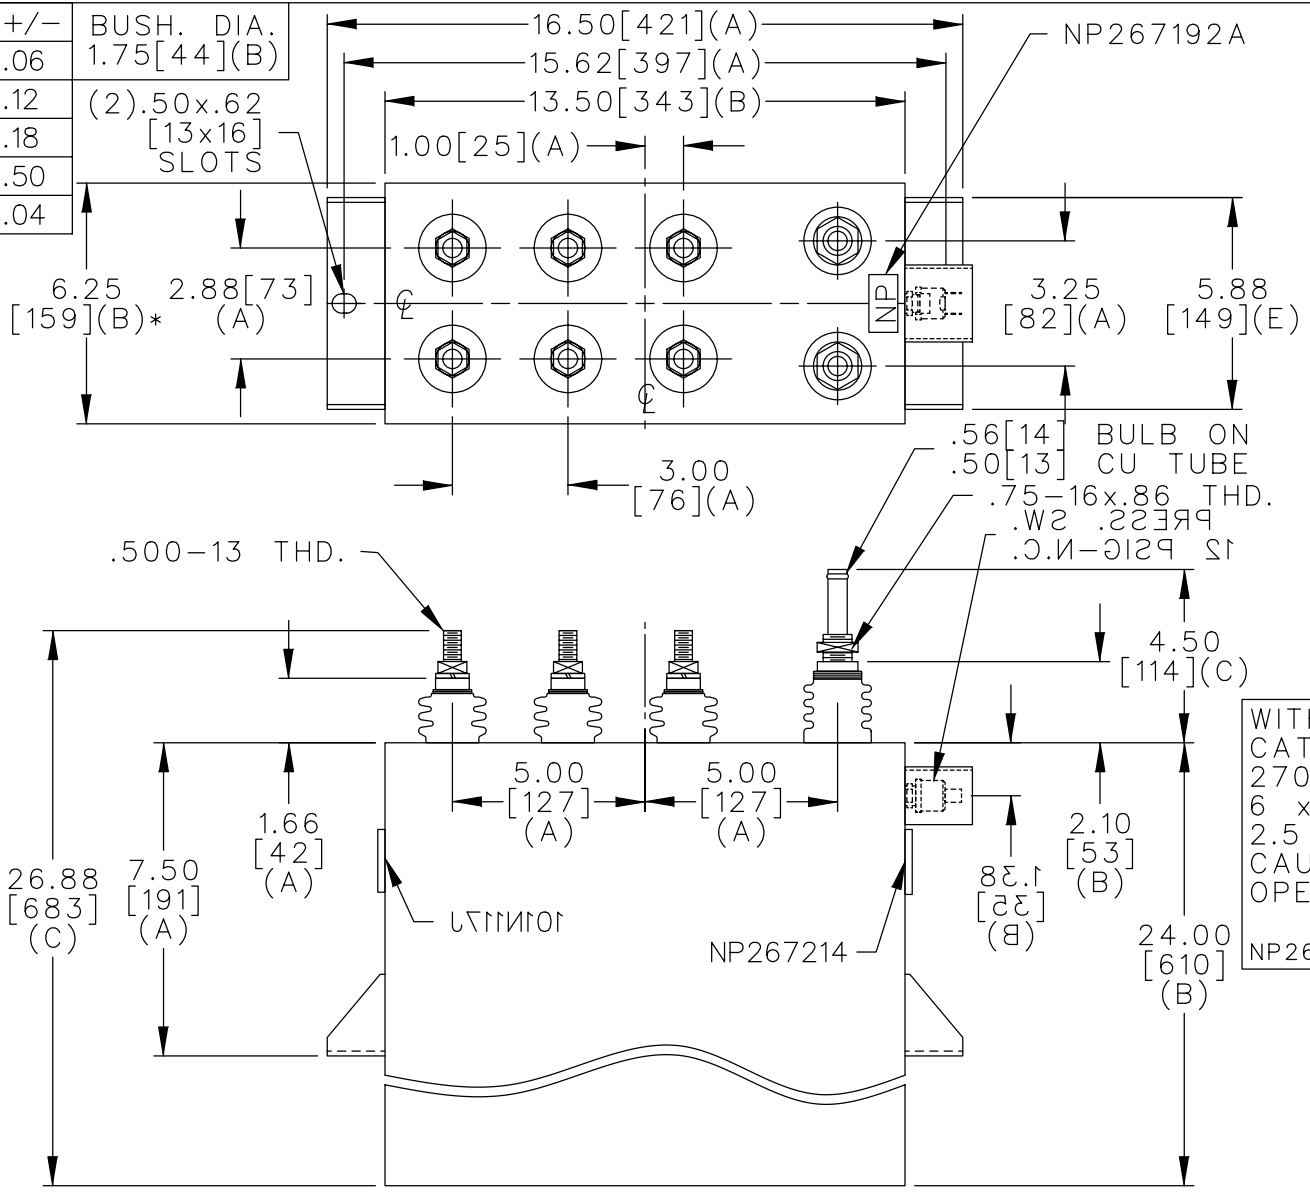 +/-
.06
.12
.18
.50
.04
BUSH. DIA.
1.75[44](B)
(2).50x.62
[13x16]
SLOTS
16.50[421](A)
15.62[397](A)
13.50[343](B)
1.00[25](A)
NP267192A
6.25
[159](B)*
2.88[73]
(A)
℄
℄
NP
3.25
[82](A)
5.88
[149](E)
3.00
[76](A)
.56[14] BULB ON
.50[13] CU TUBE
.75-16x.86 THD.
PRESS. SW.
12 PSIG-N.C.
.500-13 THD.
4.50
[114](C)
5.00
[127]
(A)
5.00
[127]
(A)
1.66
[42]
(A)
7.50
[191]
(A)
26.88
[683]
(C)
101N117J
NP267214
1.38
[35]
(B)
2.10
[53]
(B)
24.00
[610]
(B)
WIT
CAT
270
6 x
2.5
CAU
OPE
NP26